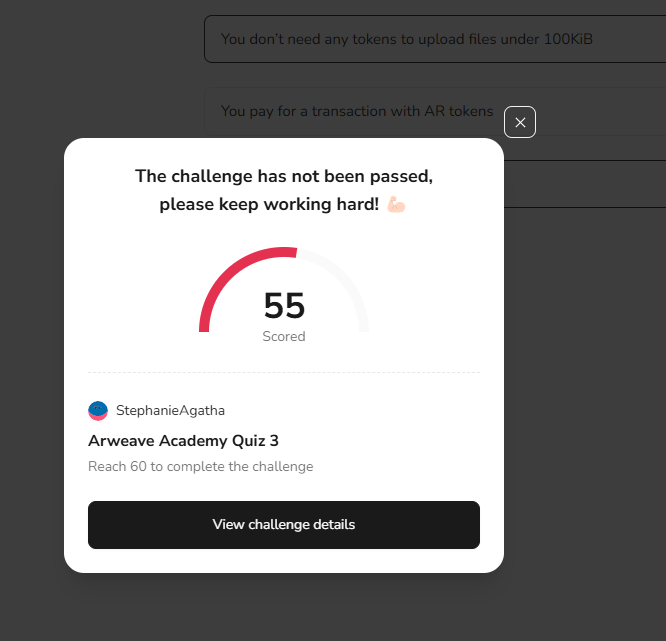 You don't need any tokens to upload files under 100KiB
You pay for a transaction with AR tokens
The challenge has not been passed,
please keep working hard! 💪🏻
55
Scored
StephanieAgatha
Arweave Academy Quiz 3
Reach 60 to complete the challenge
View challenge details